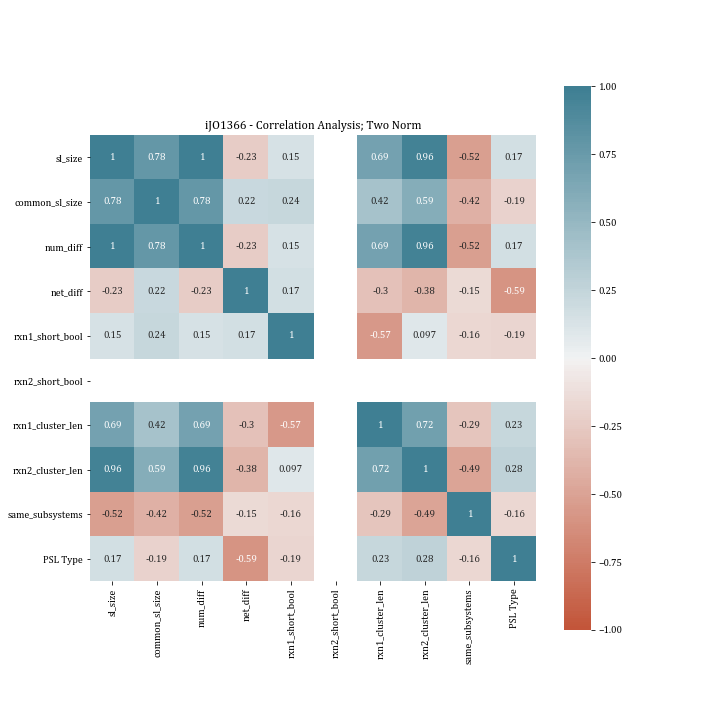 iJO1366 - Correlation Analysis; Two Norm
sl_size 1 0.78 1 -0.23 0.15 0.69 0.96 -0.52 0.17
common_sl_size 0.78 1 0.78 0.22 0.24 0.42 0.59 -0.42 -0.19
num_diff 1 0.78 1 -0.23 0.15 0.69 0.96 -0.52 0.17
net_diff -0.23 0.22 -0.23 1 0.17 -0.3 -0.38 -0.15 -0.59
rxn1_short_bool 0.15 0.24 0.15 0.17 1 -0.57 0.097 -0.16 -0.19
rxn2_short_bool
rxn1_cluster_len 0.69 0.42 0.69 -0.3 -0.57 1 0.72 -0.29 0.23
rxn2_cluster_len 0.96 0.59 0.96 -0.38 0.097 0.72 1 -0.49 0.28
same_subsystems -0.52 -0.42 -0.52 -0.15 -0.16 -0.29 -0.49 1 -0.16
PSL Type 0.17 -0.19 0.17 -0.59 -0.19 0.23 0.28 -0.16 1
sl_size
common_sl_size
num_diff
net_diff
rxn1_short_bool
rxn2_short_bool
rxn1_cluster_len
rxn2_cluster_len
same_subsystems
PSL Type
1.00
0.75
0.50
0.25
0.00
−0.25
−0.50
−0.75
−1.00